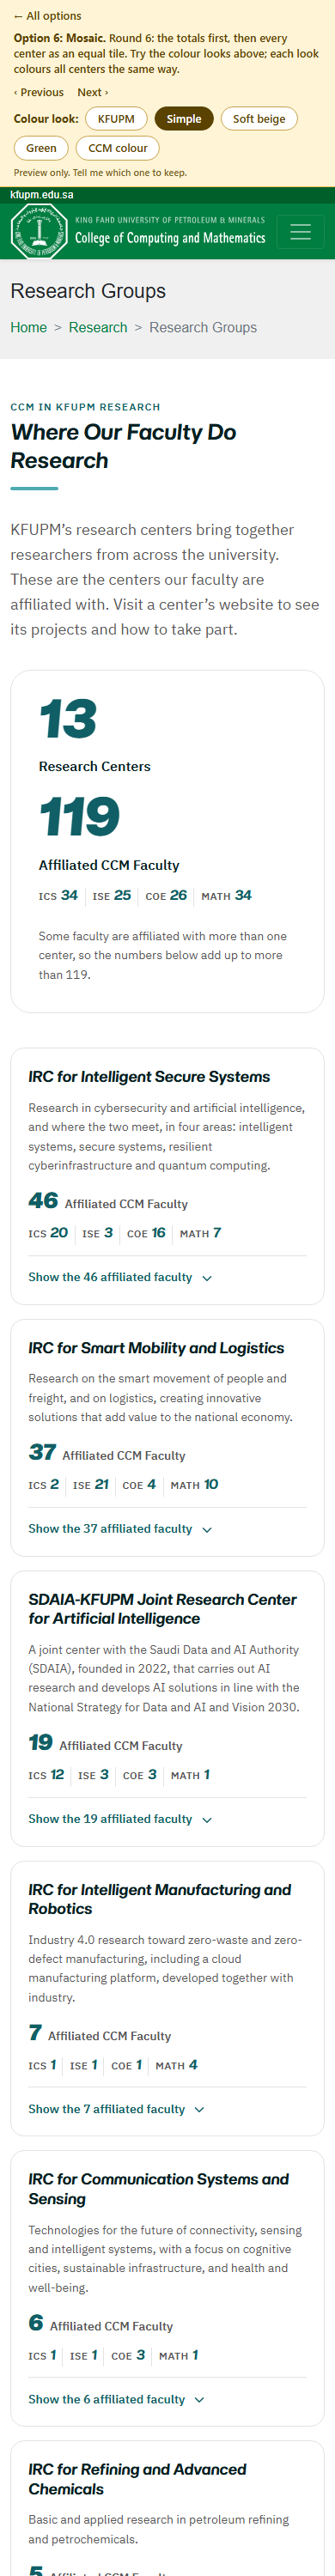 ← All options
Option 6: Mosaic. Round 6: the totals first, then every
center as an equal tile. Try the colour looks above; each look
colours all centers the same way.
‹ Previous Next ›
Colour look: KFUPM Simple Soft beige
Green CCM colour
Preview only. Tell me which one to keep.
kfupm.edu.sa
KING FAHD UNIVERSITY OF PETROLEUM & MINERALS
College of Computing and Mathematics
Research Groups
Home > Research > Research Groups
CCM IN KFUPM RESEARCH
Where Our Faculty Do
Research
KFUPM’s research centers bring together
researchers from across the university.
These are the centers our faculty are
affiliated with. Visit a center’s website to see
its projects and how to take part.
13
Research Centers
119
Affiliated CCM Faculty
ICS 34 ISE 25 COE 26 MATH 34
Some faculty are affiliated with more than one
center, so the numbers below add up to more
than 119.
IRC for Intelligent Secure Systems
Research in cybersecurity and artificial intelligence,
and where the two meet, in four areas: intelligent
systems, secure systems, resilient
cyberinfrastructure and quantum computing.
46 Affiliated CCM Faculty
ICS 20 ISE 3 COE 16 MATH 7
Show the 46 affiliated faculty
IRC for Smart Mobility and Logistics
Research on the smart movement of people and
freight, and on logistics, creating innovative
solutions that add value to the national economy.
37 Affiliated CCM Faculty
ICS 2 ISE 21 COE 4 MATH 10
Show the 37 affiliated faculty
SDAIA-KFUPM Joint Research Center
for Artificial Intelligence
A joint center with the Saudi Data and AI Authority
(SDAIA), founded in 2022, that carries out AI
research and develops AI solutions in line with the
National Strategy for Data and AI and Vision 2030.
19 Affiliated CCM Faculty
ICS 12 ISE 3 COE 3 MATH 1
Show the 19 affiliated faculty
IRC for Intelligent Manufacturing and
Robotics
Industry 4.0 research toward zero-waste and zero-
defect manufacturing, including a cloud
manufacturing platform, developed together with
industry.
7 Affiliated CCM Faculty
ICS 1 ISE 1 COE 1 MATH 4
Show the 7 affiliated faculty
IRC for Communication Systems and
Sensing
Technologies for the future of connectivity, sensing
and intelligent systems, with a focus on cognitive
cities, sustainable infrastructure, and health and
well-being.
6 Affiliated CCM Faculty
ICS 1 ISE 1 COE 3 MATH 1
Show the 6 affiliated faculty
IRC for Refining and Advanced
Chemicals
Basic and applied research in petroleum refining
and petrochemicals.